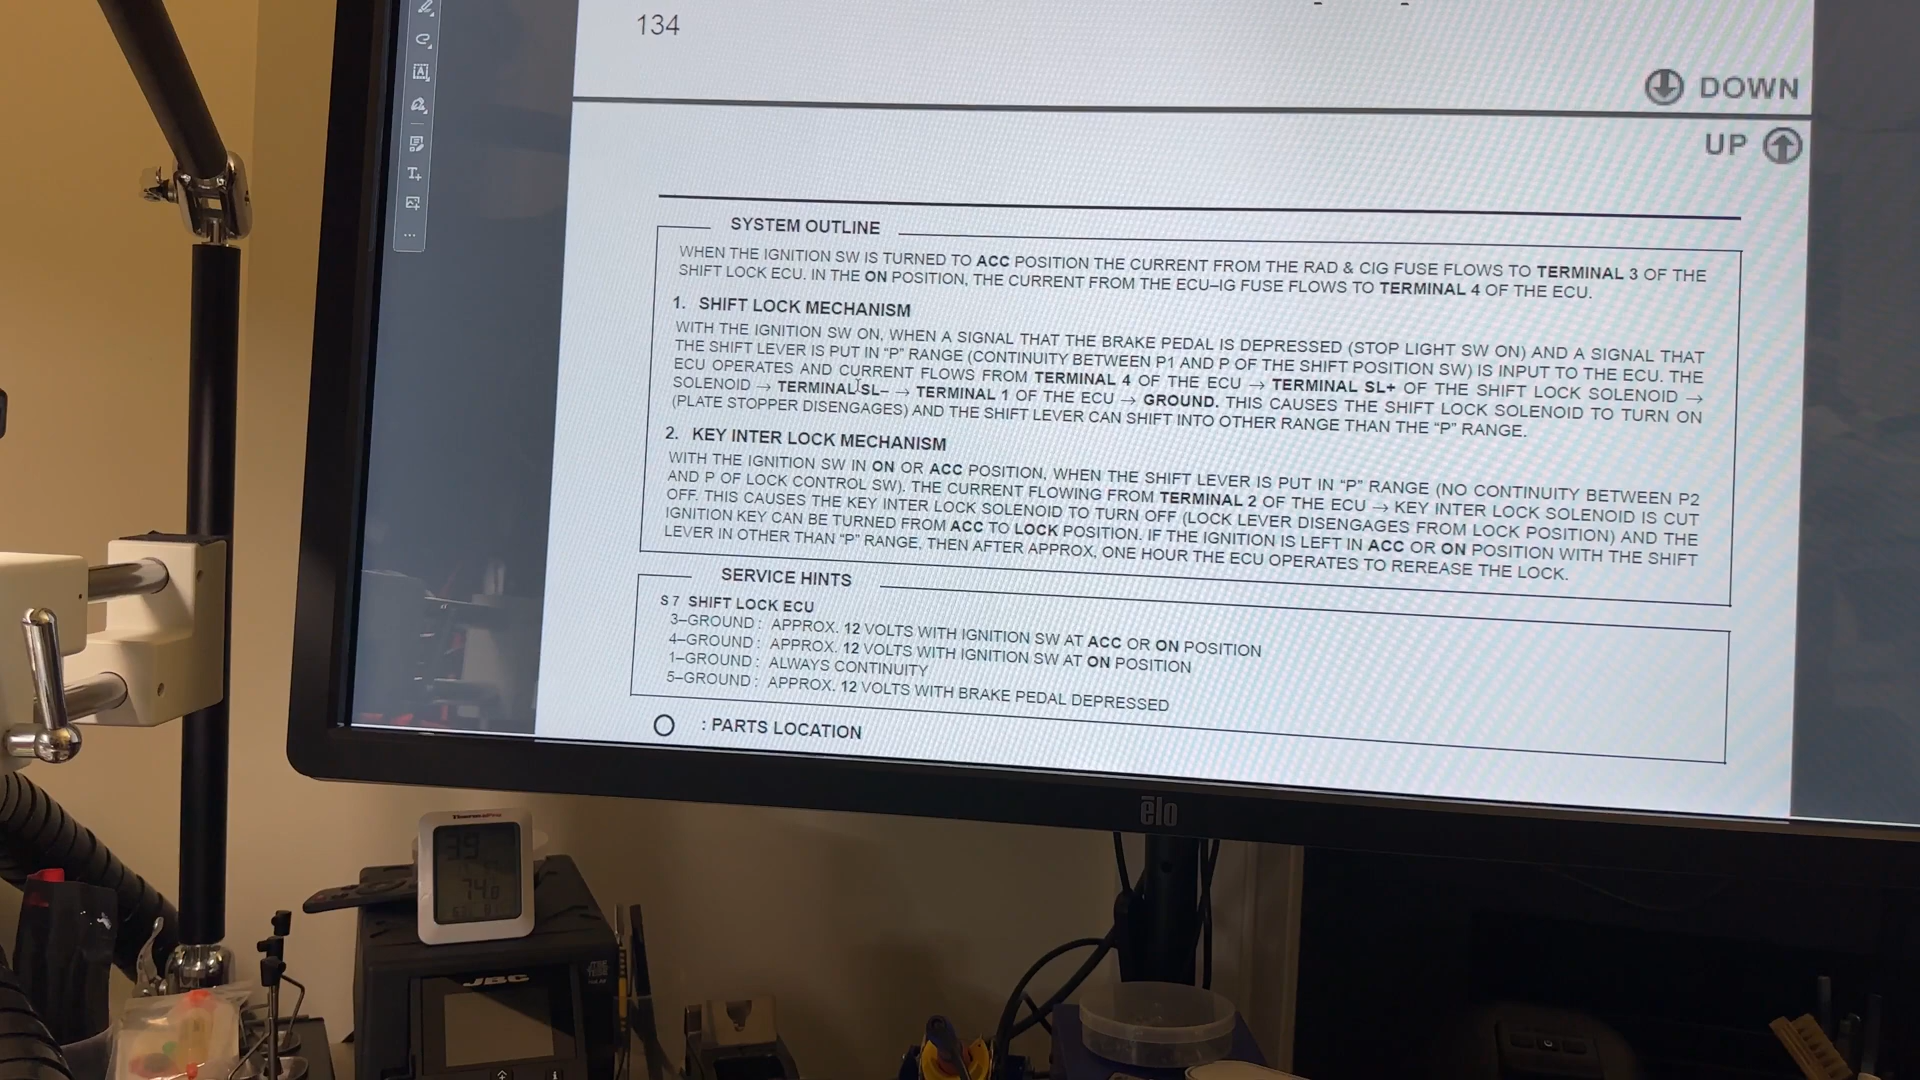 134
DOWN
UP
SYSTEM OUTLINE
WHEN THE IGNITION SW IS TURNED TO ACC POSITION THE CURRENT FROM THE RAD & CIG FUSE FLOWS TO TERMINAL 3 OF THE
SHIFT LOCK ECU. IN THE ON POSITION, THE CURRENT FROM THE ECU–IG FUSE FLOWS TO TERMINAL 4 OF THE ECU.
1. SHIFT LOCK MECHANISM
WITH THE IGNITION SW ON, WHEN A SIGNAL THAT THE BRAKE PEDAL IS DEPRESSED (STOP LIGHT SW ON) AND A SIGNAL THAT
THE SHIFT LEVER IS PUT IN "P" RANGE (CONTINUITY BETWEEN P1 AND P OF THE SHIFT POSITION SW) IS INPUT TO THE ECU. THE
ECU OPERATES AND CURRENT FLOWS FROM TERMINAL 4 OF THE ECU → TERMINAL SL+ OF THE SHIFT LOCK SOLENOID →
SOLENOID → TERMINAL SL– → TERMINAL 1 OF THE ECU → GROUND. THIS CAUSES THE SHIFT LOCK SOLENOID TO TURN ON
(PLATE STOPPER DISENGAGES) AND THE SHIFT LEVER CAN SHIFT INTO OTHER RANGE THAN THE "P" RANGE.
2. KEY INTER LOCK MECHANISM
WITH THE IGNITION SW IN ON OR ACC POSITION, WHEN THE SHIFT LEVER IS PUT IN "P" RANGE (NO CONTINUITY BETWEEN P2
AND P OF LOCK CONTROL SW). THE CURRENT FLOWING FROM TERMINAL 2 OF THE ECU → KEY INTER LOCK SOLENOID IS CUT
OFF. THIS CAUSES THE KEY INTER LOCK SOLENOID TO TURN OFF (LOCK LEVER DISENGAGES FROM LOCK POSITION) AND THE
IGNITION KEY CAN BE TURNED FROM ACC TO LOCK POSITION. IF THE IGNITION IS LEFT IN ACC OR ON POSITION WITH THE SHIFT
LEVER IN OTHER THAN "P" RANGE, THEN AFTER APPROX. ONE HOUR THE ECU OPERATES TO REREASE THE LOCK.
SERVICE HINTS
S 7 SHIFT LOCK ECU
3–GROUND : APPROX. 12 VOLTS WITH IGNITION SW AT ACC OR ON POSITION
4–GROUND : APPROX. 12 VOLTS WITH IGNITION SW AT ON POSITION
1–GROUND : ALWAYS CONTINUITY
5–GROUND : APPROX. 12 VOLTS WITH BRAKE PEDAL DEPRESSED
: PARTS LOCATION
elo
ThermoPro
39
74.0
JBC